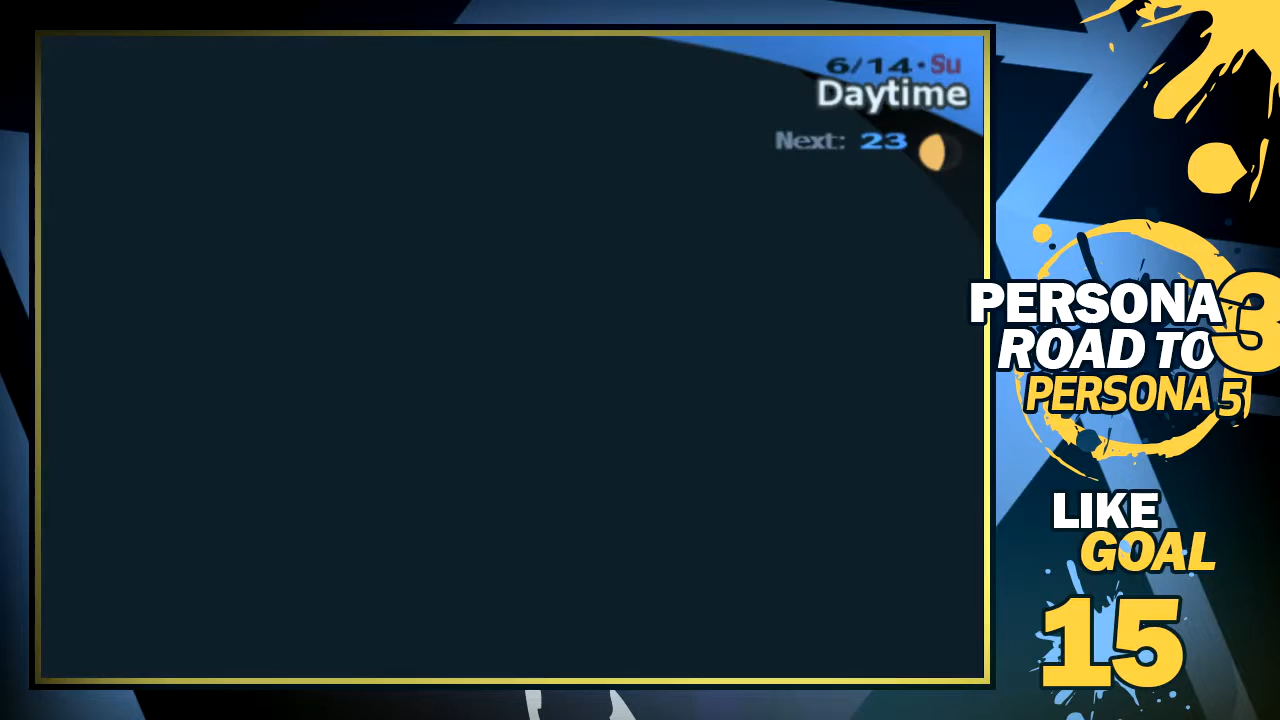 6/14・Su
Daytime
Next: 23
PERSONA 3
ROAD TO
PERSONA 5
LIKE
GOAL
15